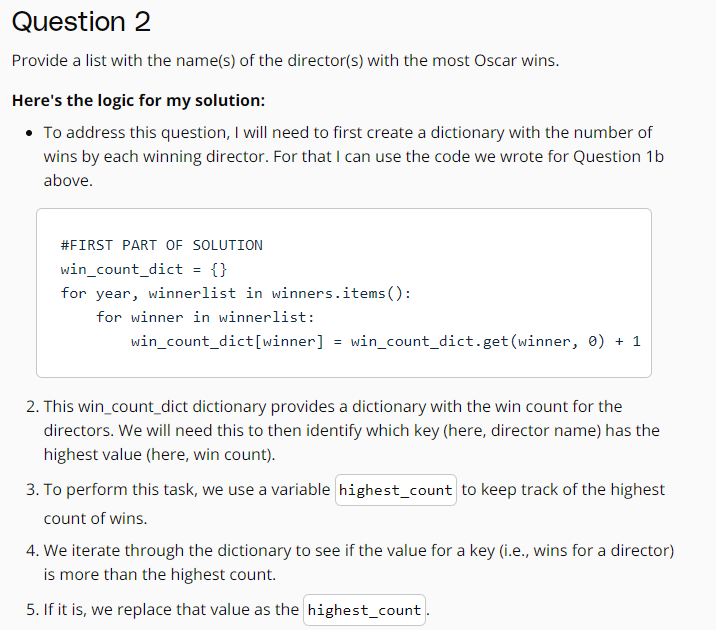 Question 2
Provide a list with the name(s) of the director(s) with the most Oscar wins.
Here's the logic for my solution:
• To address this question, I will need to first create a dictionary with the number of
wins by each winning director. For that I can use the code we wrote for Question 1b
above.
#FIRST PART OF SOLUTION
win_count_dict = {}
for year, winnerlist in winners.items():
    for winner in winnerlist:
        win_count_dict[winner] = win_count_dict.get(winner, 0) + 1
2. This win_count_dict dictionary provides a dictionary with the win count for the
directors. We will need this to then identify which key (here, director name) has the
highest value (here, win count).
3. To perform this task, we use a variable highest_count to keep track of the highest
count of wins.
4. We iterate through the dictionary to see if the value for a key (i.e., wins for a director)
is more than the highest count.
5. If it is, we replace that value as the highest_count.